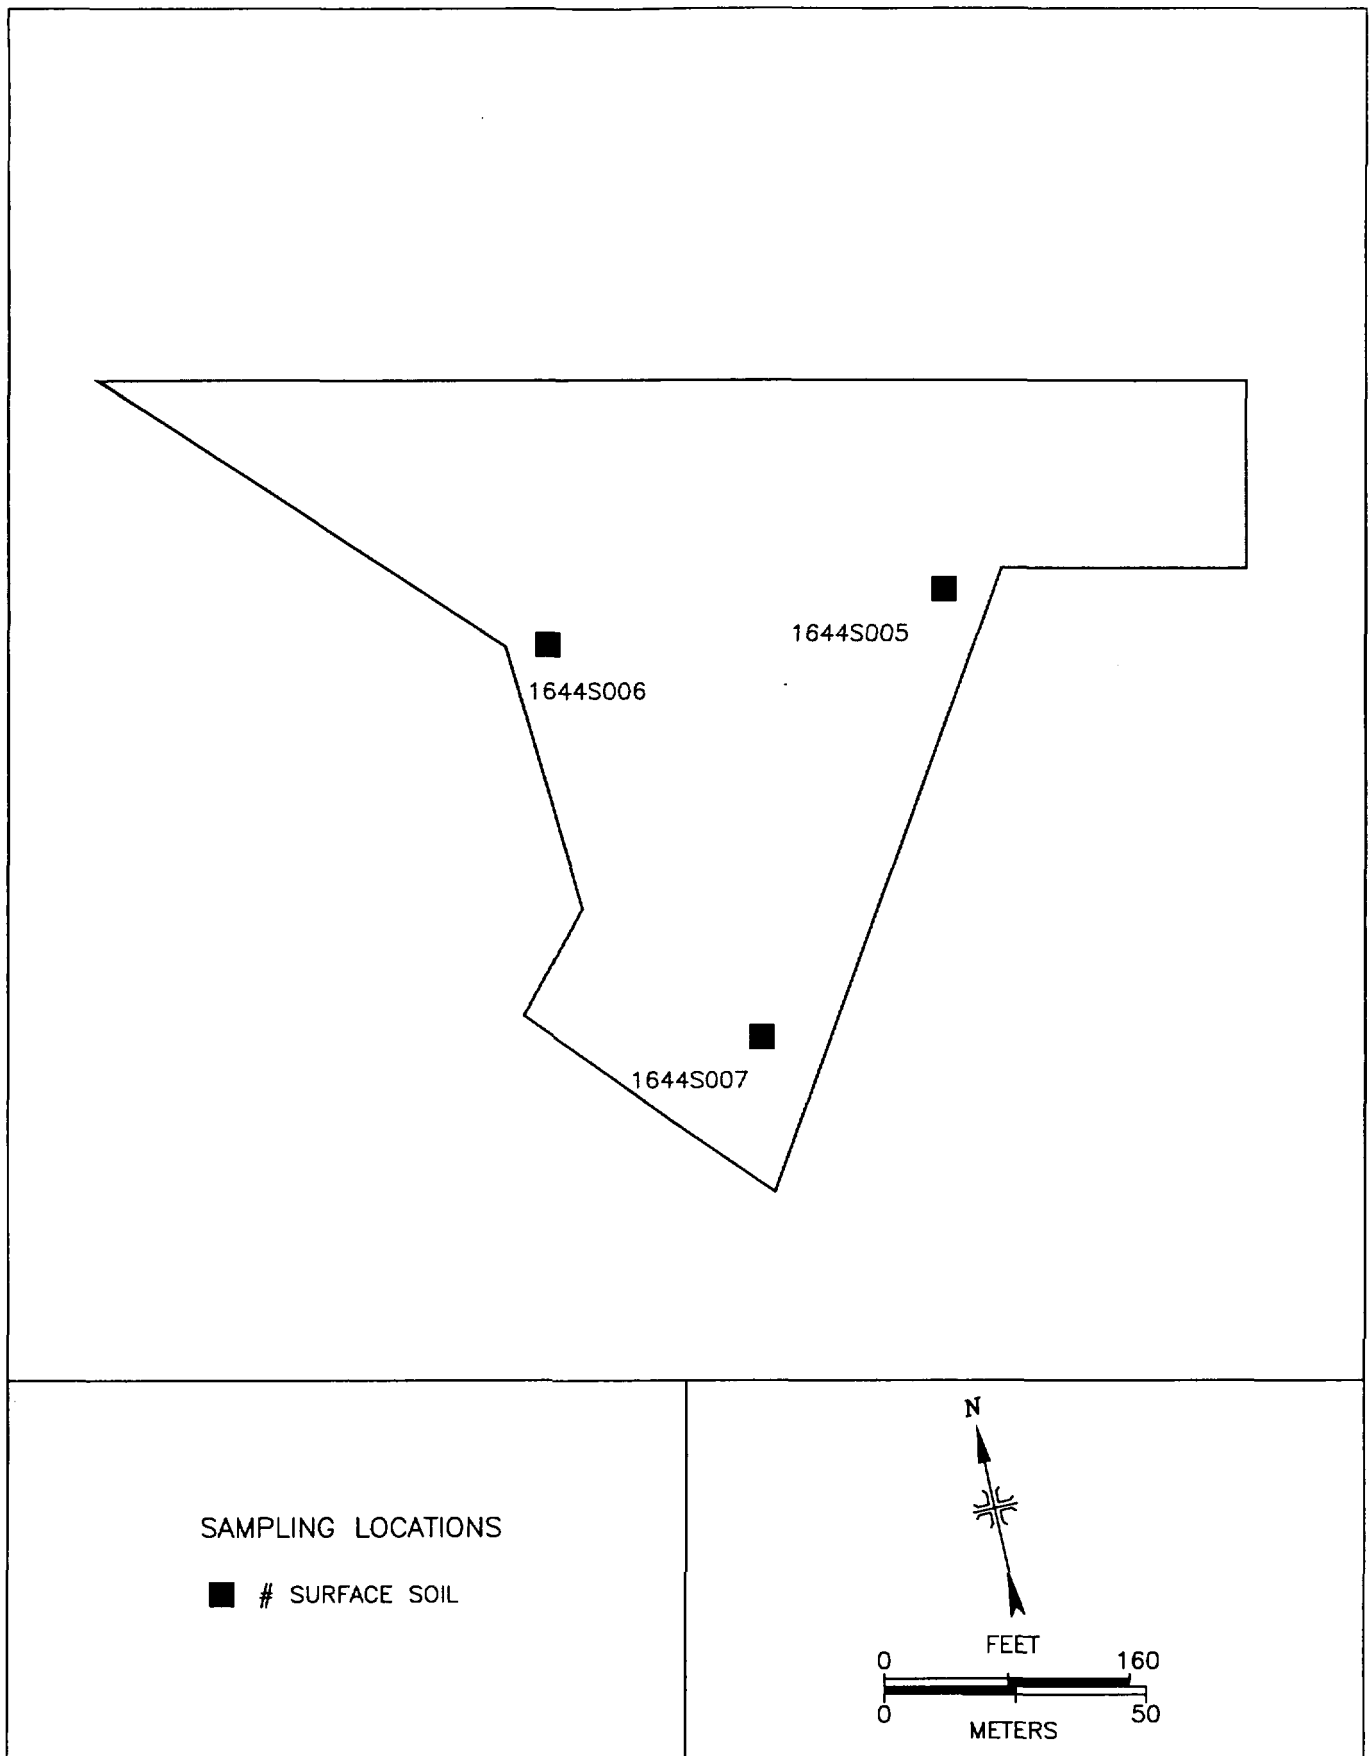 1644S005
1644S006
1644S007
SAMPLING LOCATIONS
# SURFACE SOIL
N
FEET
0 160
0 50
METERS